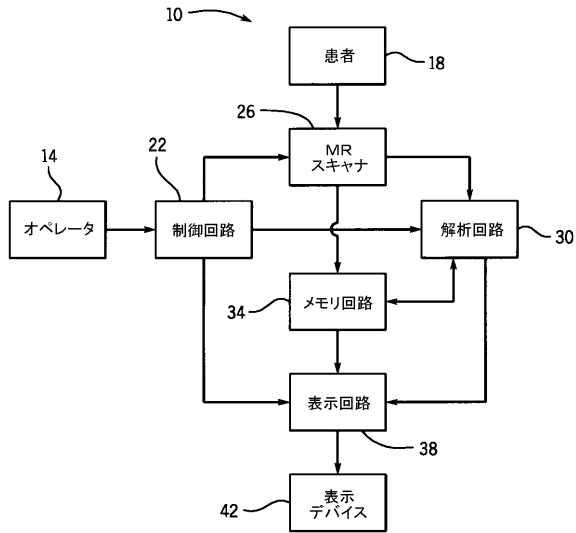 10
患者
18
26
MR
スキャナ
14
22
オペレータ
制御回路
解析回路
30
34
メモリ回路
表示回路
38
42
表示
デバイス